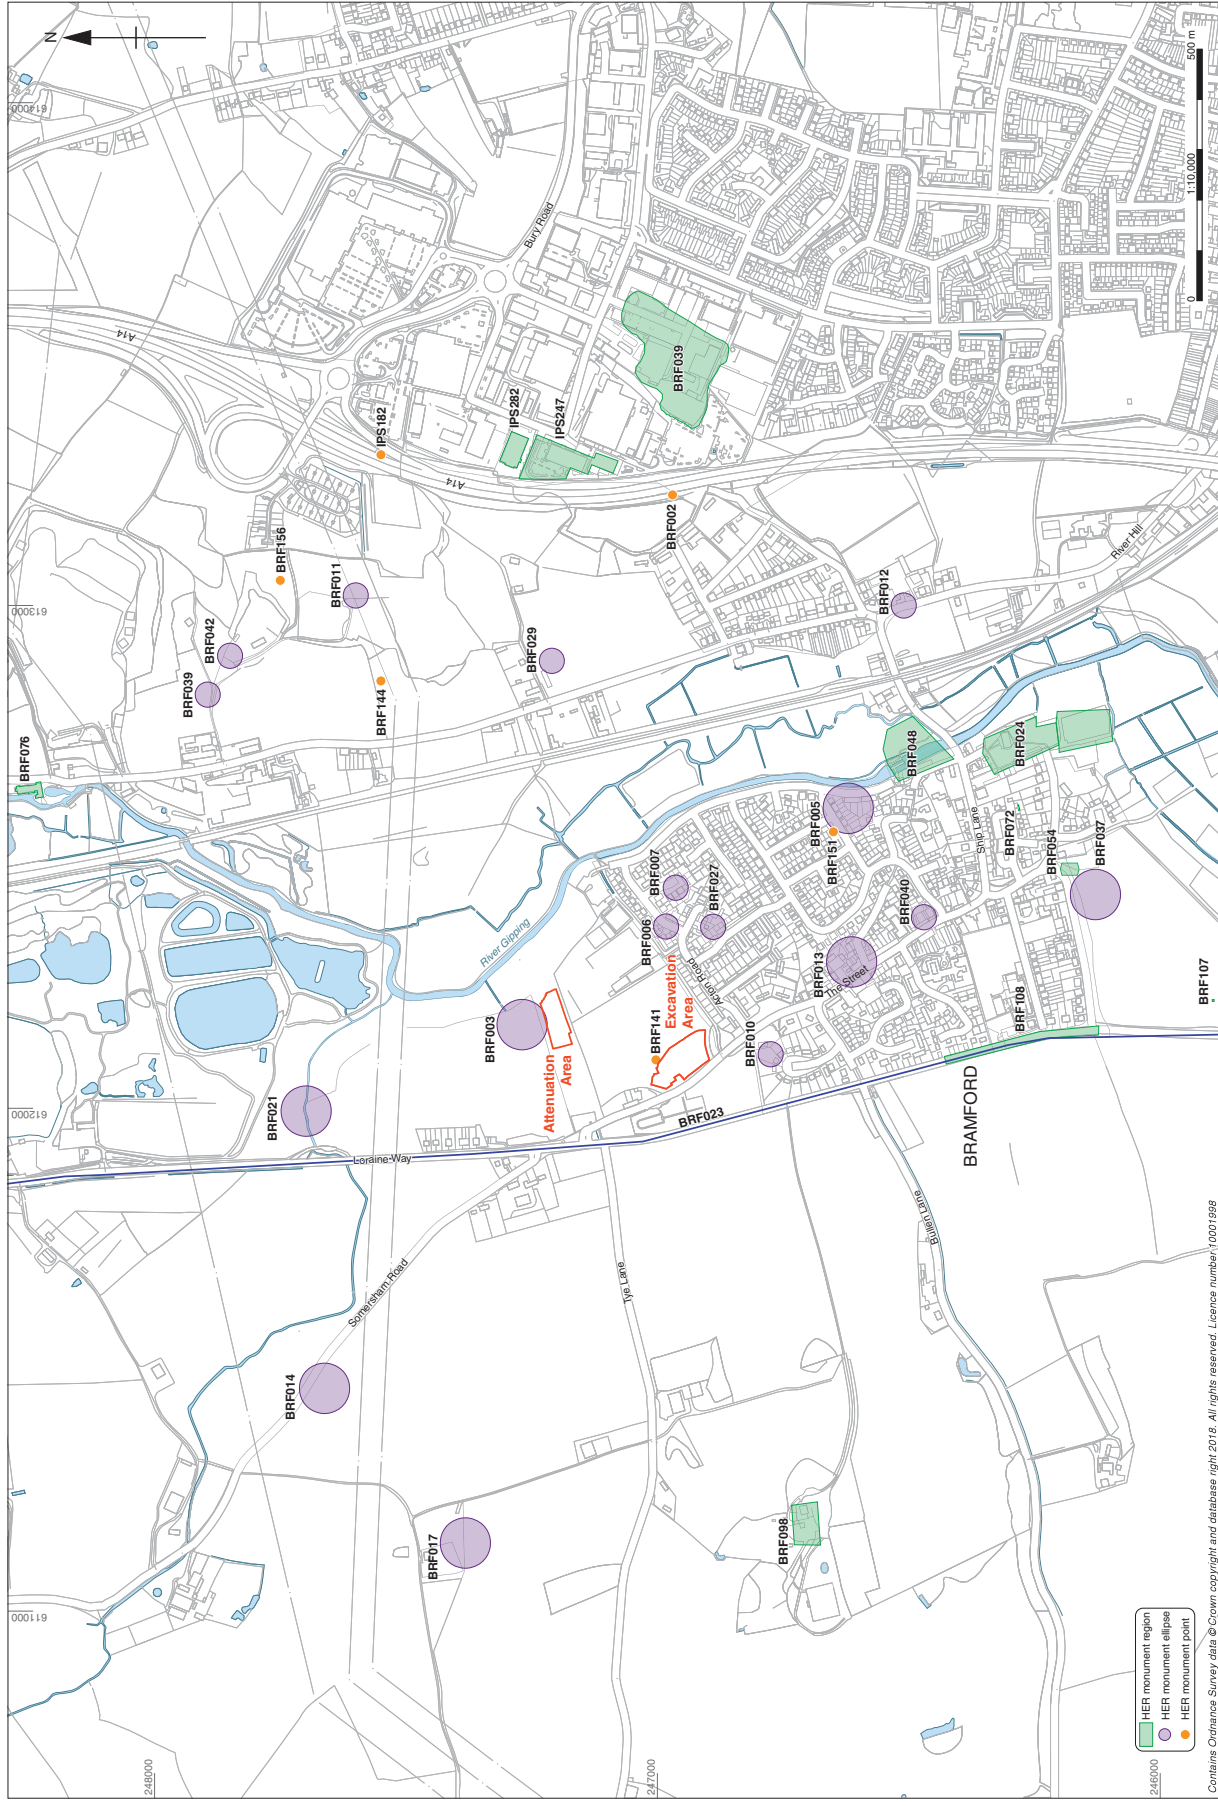 N
614000
613000
612000
611000
248000
247000
246000
A14
A14
Bury Road
IPS182
IPS282
IPS247
BRF039
BRF002
BRF156
BRF011
BRF042
BRF039
BRF144
BRF029
BRF012
River Hill
BRF076
BRF048
BRF024
BRF005
BRF151
Ship Lane
BRF072
BRF054
BRF037
BRF007
BRF006
BRF027
BRF040
BRF013
The Street
River Gipping
Acton Road
BRF003
Attenuation
Area
BRF141
Excavation
Area
BRF010
BRF108
BRF107
BRF021
BRF023
Loraine Way
BRAMFORD
Somersham Road
Tye Lane
Bullen Lane
BRF014
BRF017
BRF098
0
1:10,000
500 m
HER monument region
HER monument ellipse
HER monument point
Contains Ordnance Survey data © Crown copyright and database right 2018. All rights reserved. Licence number 10001998